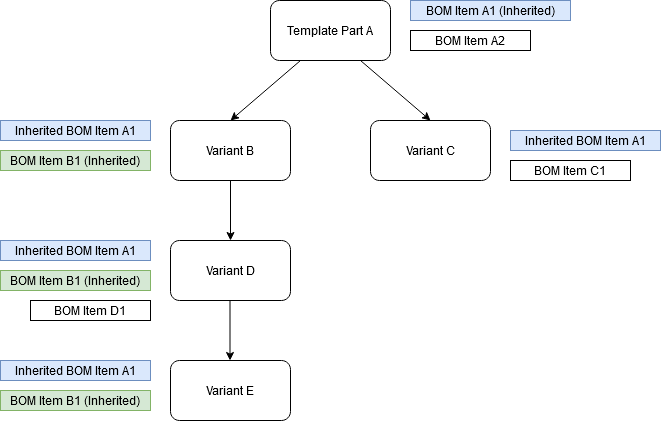 Template Part A
BOM Item A1 (Inherited)
BOM Item A2
Inherited BOM Item A1
BOM Item B1 (Inherited)
Variant B
Variant C
Inherited BOM Item A1
BOM Item C1
Inherited BOM Item A1
BOM Item B1 (Inherited)
BOM Item D1
Variant D
Inherited BOM Item A1
BOM Item B1 (Inherited)
Variant E